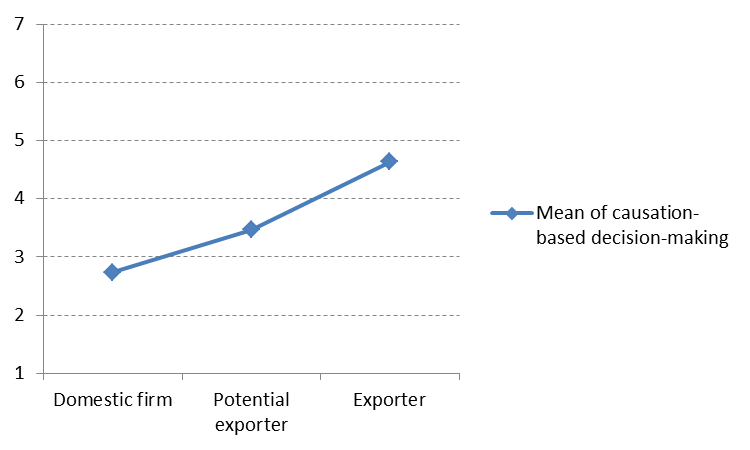 7
6
5
4
3
2
1
Domestic firm
Potential
exporter
Exporter
Mean of causation-
based decision-making